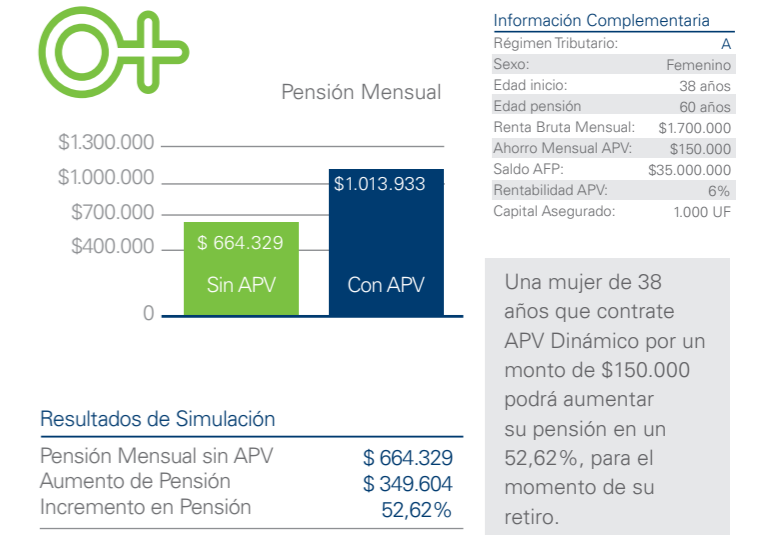 Pensión Mensual
$1.300.000
$1.000.000
$700.000
$400.000
0
$1.013.933
$ 664.329
Sin APV
Con APV
Resultados de Simulación
Pensión Mensual sin APV $ 664.329
Aumento de Pensión $ 349.604
Incremento en Pensión 52,62%
Información Complementaria
Régimen Tributario: A
Sexo: Femenino
Edad inicio: 38 años
Edad pensión 60 años
Renta Bruta Mensual: $1.700.000
Ahorro Mensual APV: $150.000
Saldo AFP: $35.000.000
Rentabilidad APV: 6%
Capital Asegurado: 1.000 UF
Una mujer de 38
años que contrate
APV Dinámico por un
monto de $150.000
podrá aumentar
su pensión en un
52,62%, para el
momento de su
retiro.